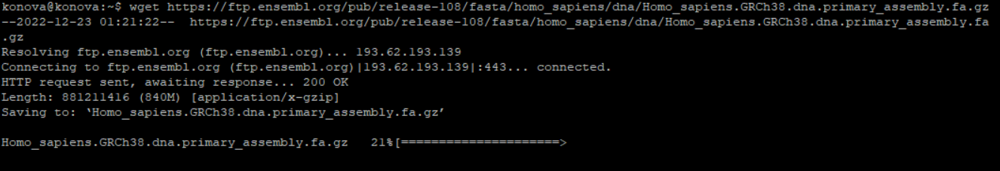 konova@konova:~$ wget https://ftp.ensembl.org/pub/release-108/fasta/homo_sapiens/dna/Homo_sapiens.GRCh38.dna.primary_assembly.fa.gz
--2022-12-23 01:21:22--  https://ftp.ensembl.org/pub/release-108/fasta/homo_sapiens/dna/Homo_sapiens.GRCh38.dna.primary_assembly.fa
.gz
Resolving ftp.ensembl.org (ftp.ensembl.org)... 193.62.193.139
Connecting to ftp.ensembl.org (ftp.ensembl.org)|193.62.193.139|:443... connected.
HTTP request sent, awaiting response... 200 OK
Length: 881211416 (840M) [application/x-gzip]
Saving to: ‘Homo_sapiens.GRCh38.dna.primary_assembly.fa.gz’
Homo_sapiens.GRCh38.dna.primary_assembly.fa.gz   21%[=====================>